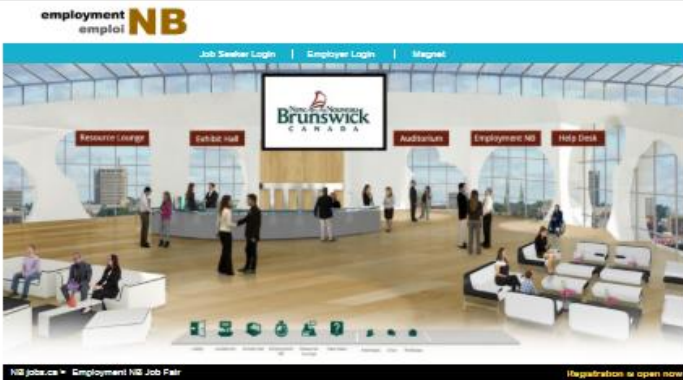 employment
emploi NB
Job Seeker Login | Employer Login | Magnet
New Nouveau
Brunswick
CANADA
Resource Lounge
Exhibit Hall
Auditorium
Employment NB
Help Desk
NBjobs.ca > Employment NB Job Fair
Registration is open now